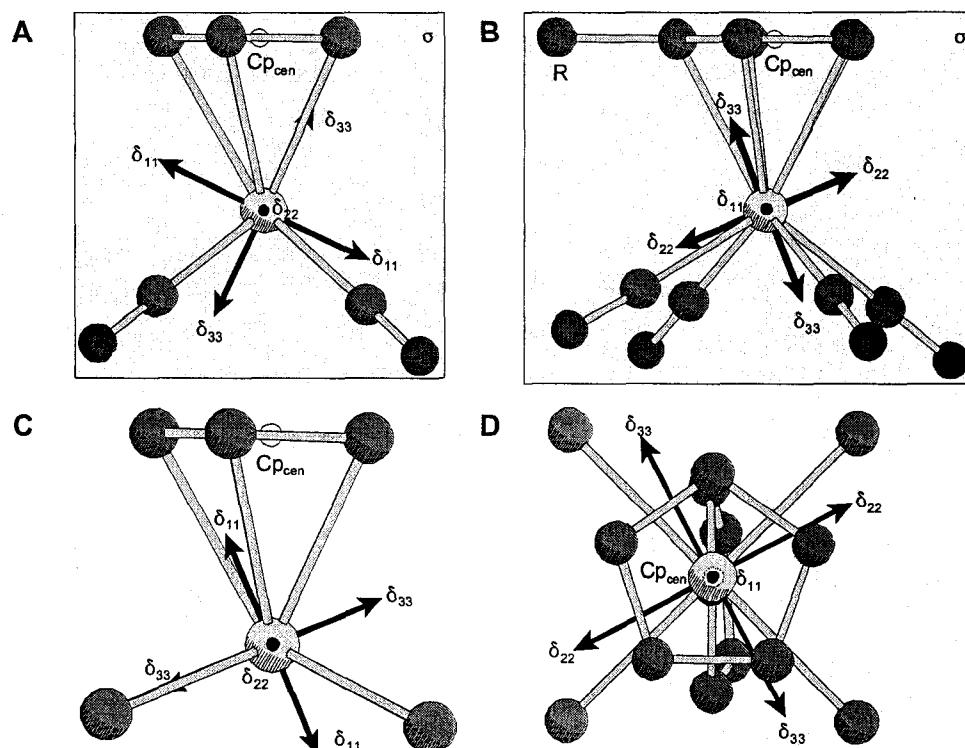 A
σ
Cp_cen
δ_33
δ_11
δ_22
δ_11
δ_33
B
σ
R
Cp_cen
δ_33
δ_22
δ_11
δ_22
δ_33
C
Cp_cen
δ_11
δ_33
δ_33
δ_22
δ_11
D
δ_33
δ_22
Cp_cen
δ_11
δ_22
δ_33